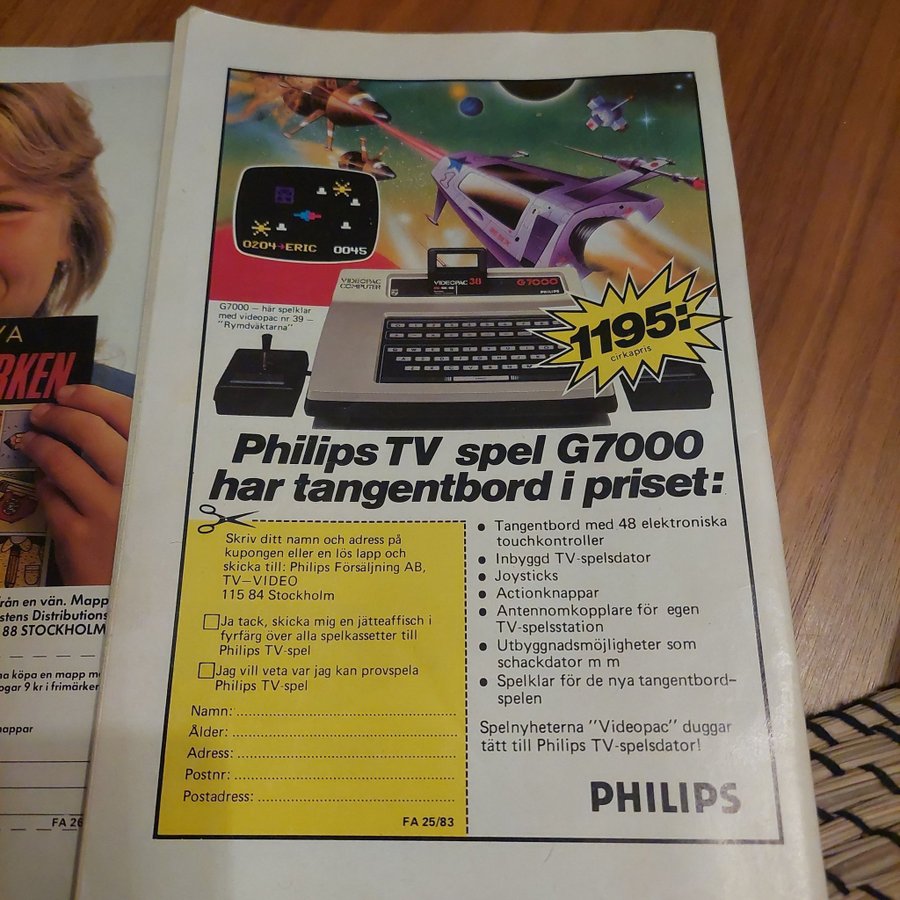 YA
RKEN
från en vän. Mapp
stens Distributions
88 STOCKHOLM
na köpa en mapp me
ogar 9 kr i frimärken
nappar
FA 26
0204→ERIC 0045
G7000 — här spelklar
med videopac nr 39 —
"Rymdväktarna"
VIDEOPAC
COMPUTER
VIDEOPAC 38
G7000
PHILIPS
1195:-
cirkapris
Philips TV spel G7000
har tangentbord i priset:
Skriv ditt namn och adress på
kupongen eller en lös lapp och
skicka till: Philips Försäljning AB,
TV—VIDEO
115 84 Stockholm
Ja tack, skicka mig en jätteaffisch i
fyrfärg över alla spelkassetter till
Philips TV-spel
Jag vill veta var jag kan provspela
Philips TV-spel
Namn:
Ålder:
Adress:
Postnr:
Postadress:
FA 25/83
• Tangentbord med 48 elektroniska
touchkontroller
• Inbyggd TV-spelsdator
• Joysticks
• Actionknappar
• Antennomkopplare för egen
TV-spelsstation
• Utbyggnadsmöjligheter som
schackdator m m
• Spelklar för de nya tangentbord-
spelen
Spelnyheterna "Videopac" duggar
tätt till Philips TV-spelsdator!
PHILIPS